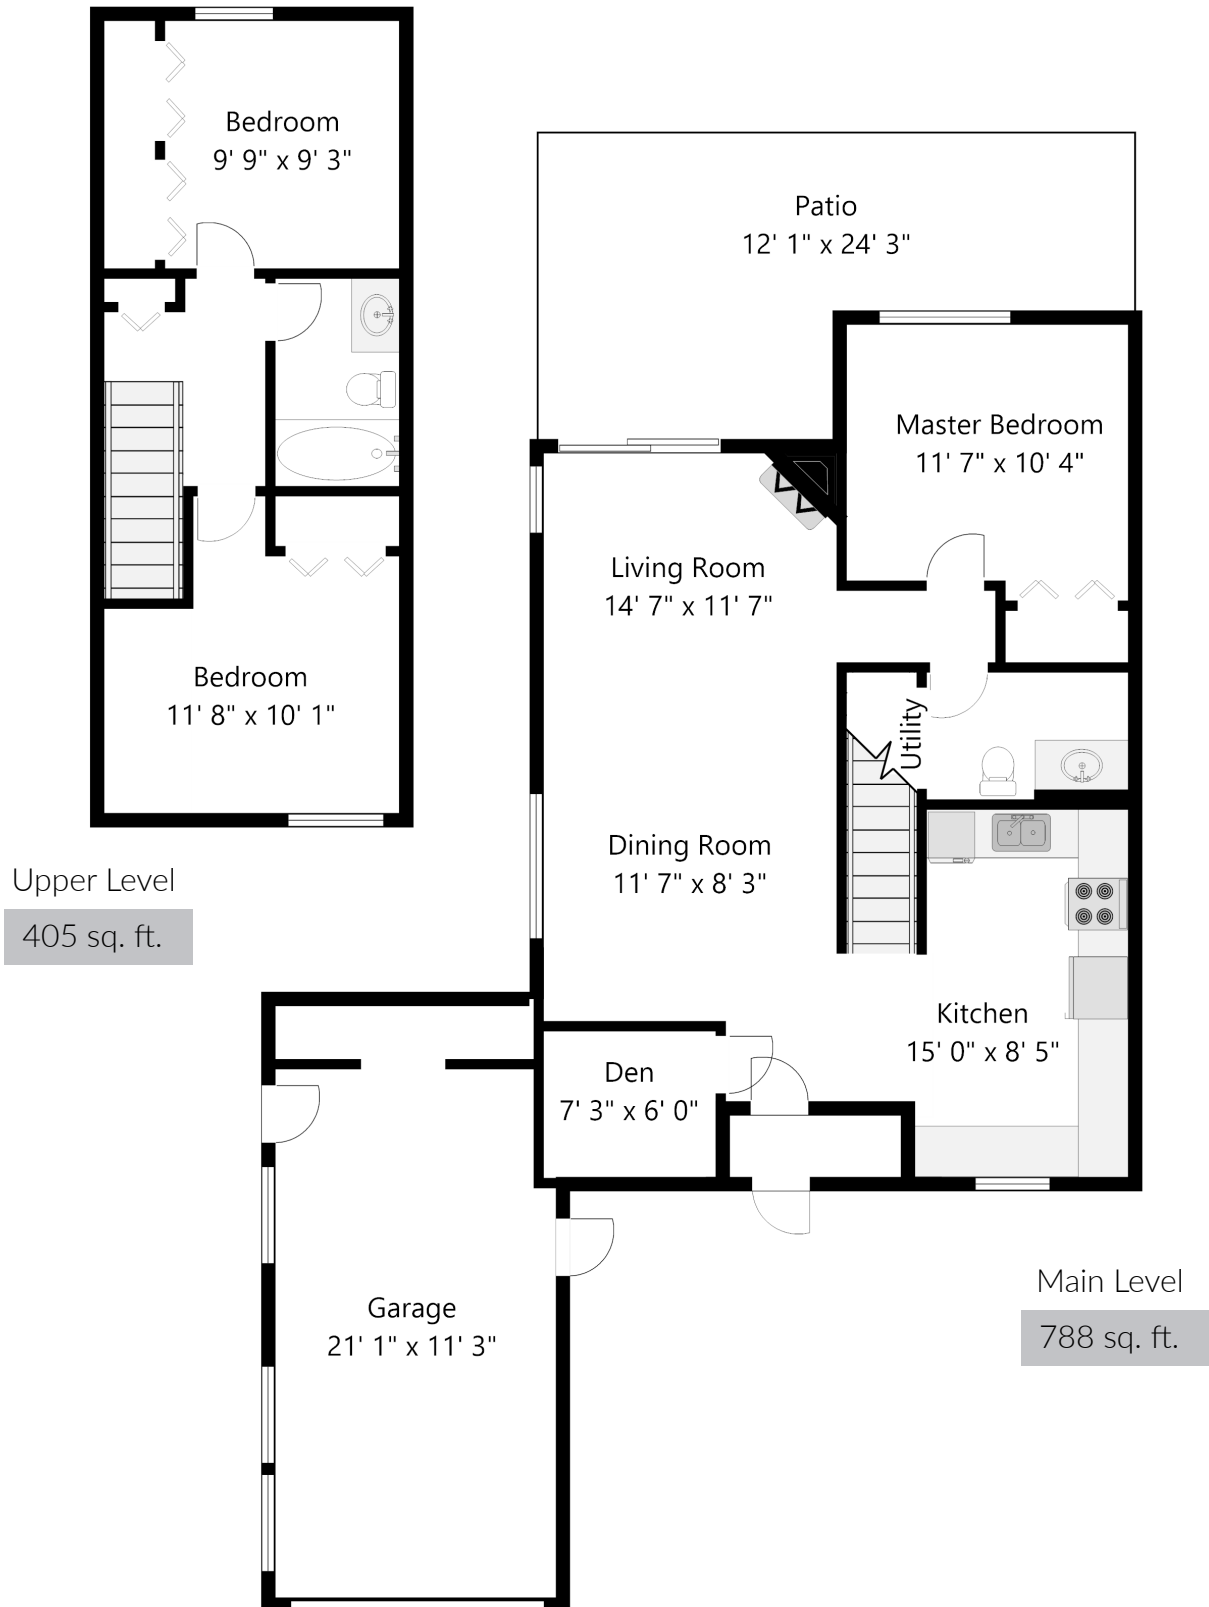 Bedroom
9' 9" x 9' 3"
Patio
12' 1" x 24' 3"
Master Bedroom
11' 7" x 10' 4"
Living Room
14' 7" x 11' 7"
Bedroom
11' 8" x 10' 1"
Utility
Dining Room
11' 7" x 8' 3"
Upper Level
405 sq. ft.
Kitchen
15' 0" x 8' 5"
Den
7' 3" x 6' 0"
Garage
21' 1" x 11' 3"
Main Level
788 sq. ft.